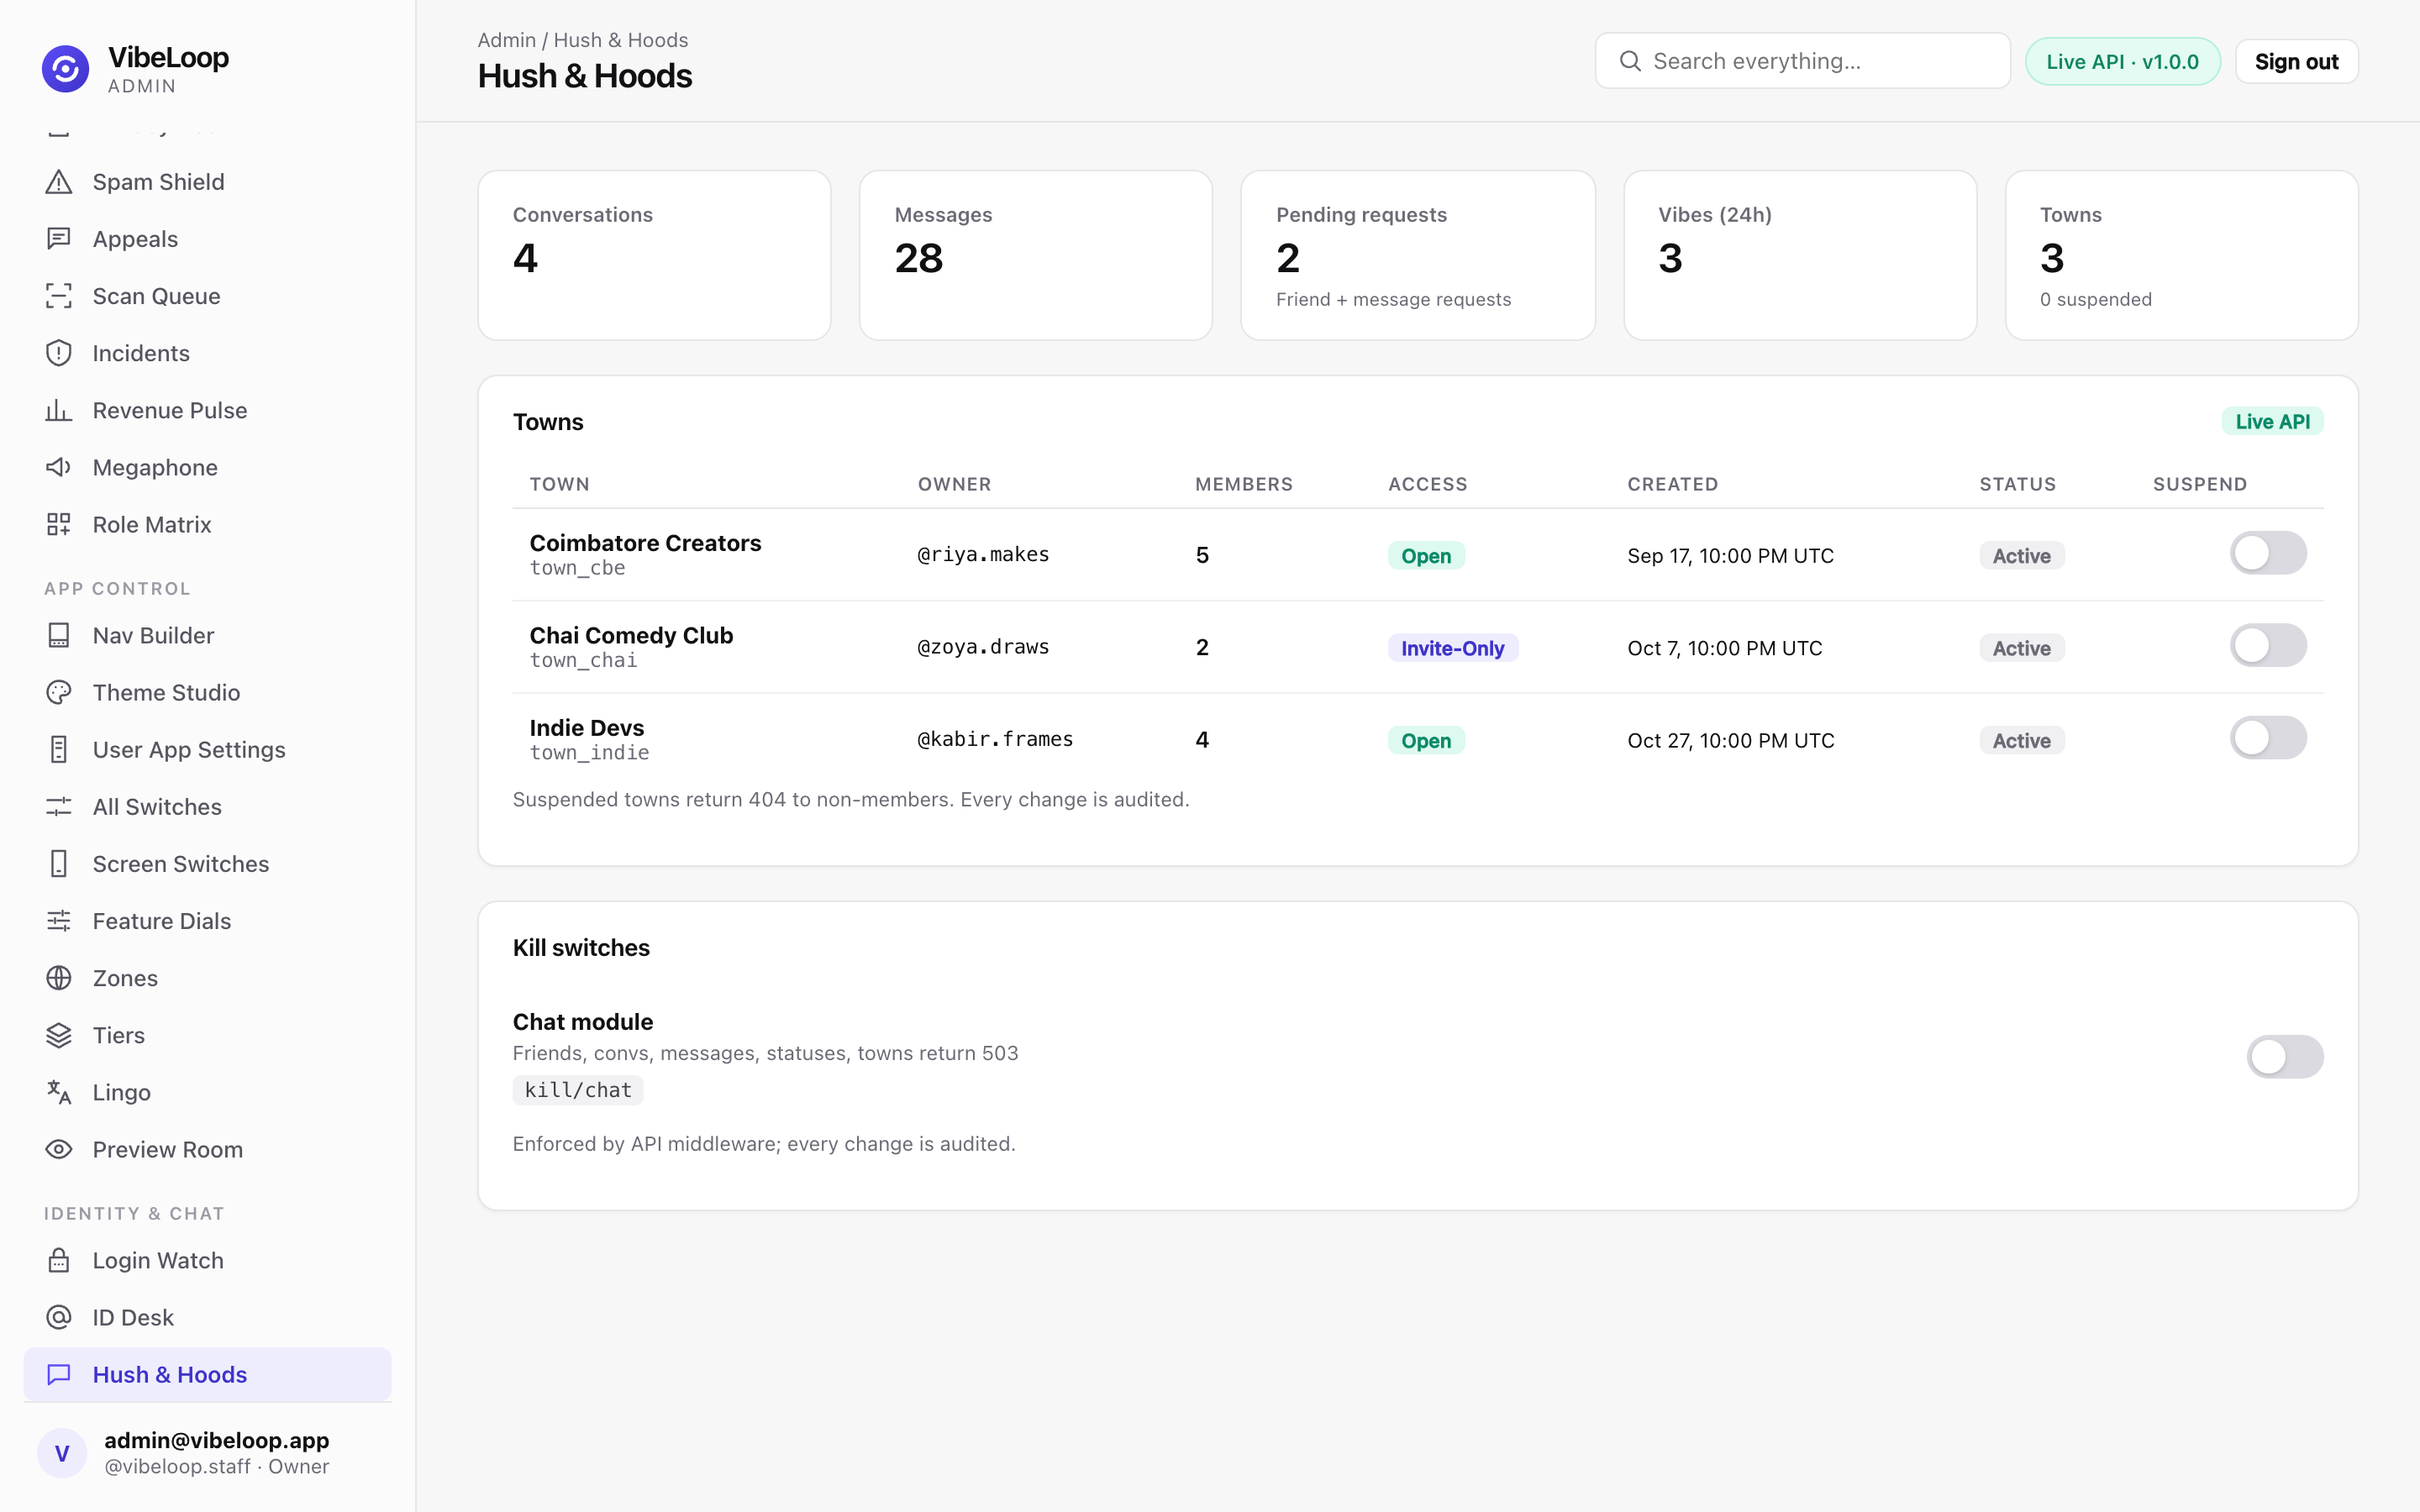 VibeLoop
ADMIN
Spam Shield
Appeals
Scan Queue
Incidents
Revenue Pulse
Megaphone
Role Matrix
APP CONTROL
Nav Builder
Theme Studio
User App Settings
All Switches
Screen Switches
Feature Dials
Zones
Tiers
Lingo
Preview Room
IDENTITY & CHAT
Login Watch
ID Desk
Hush & Hoods
V
admin@vibeloop.app
@vibeloop.staff · Owner
Admin / Hush & Hoods
Hush & Hoods
Search everything...
Live API · v1.0.0
Sign out
Conversations
4
Messages
28
Pending requests
2
Friend + message requests
Vibes (24h)
3
Towns
3
0 suspended
Towns
Live API
TOWN OWNER MEMBERS ACCESS CREATED STATUS SUSPEND
Coimbatore Creators
town_cbe
@riya.makes
5
Open
Sep 17, 10:00 PM UTC
Active
Chai Comedy Club
town_chai
@zoya.draws
2
Invite-Only
Oct 7, 10:00 PM UTC
Active
Indie Devs
town_indie
@kabir.frames
4
Open
Oct 27, 10:00 PM UTC
Active
Suspended towns return 404 to non-members. Every change is audited.
Kill switches
Chat module
Friends, convs, messages, statuses, towns return 503
kill/chat
Enforced by API middleware; every change is audited.